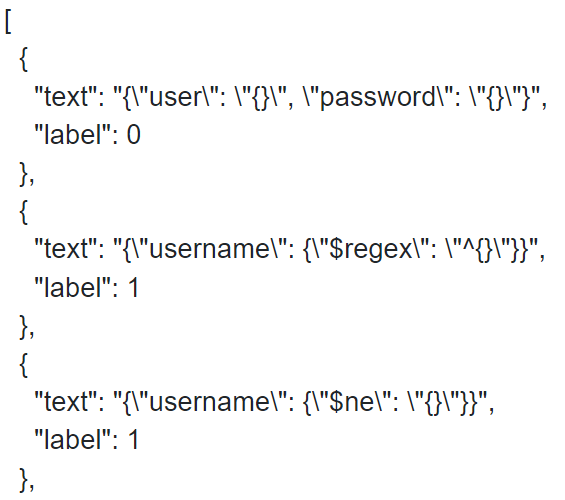 [
{
"text": "{\"user\": \"{}\", \"password\": \"{}\"}",
"label": 0
},
{
"text": "{\"username\": {\"$regex\": \"^{}\"}}",
"label": 1
},
{
"text": "{\"username\": {\"$ne\": \"{}\"}}",
"label": 1
},